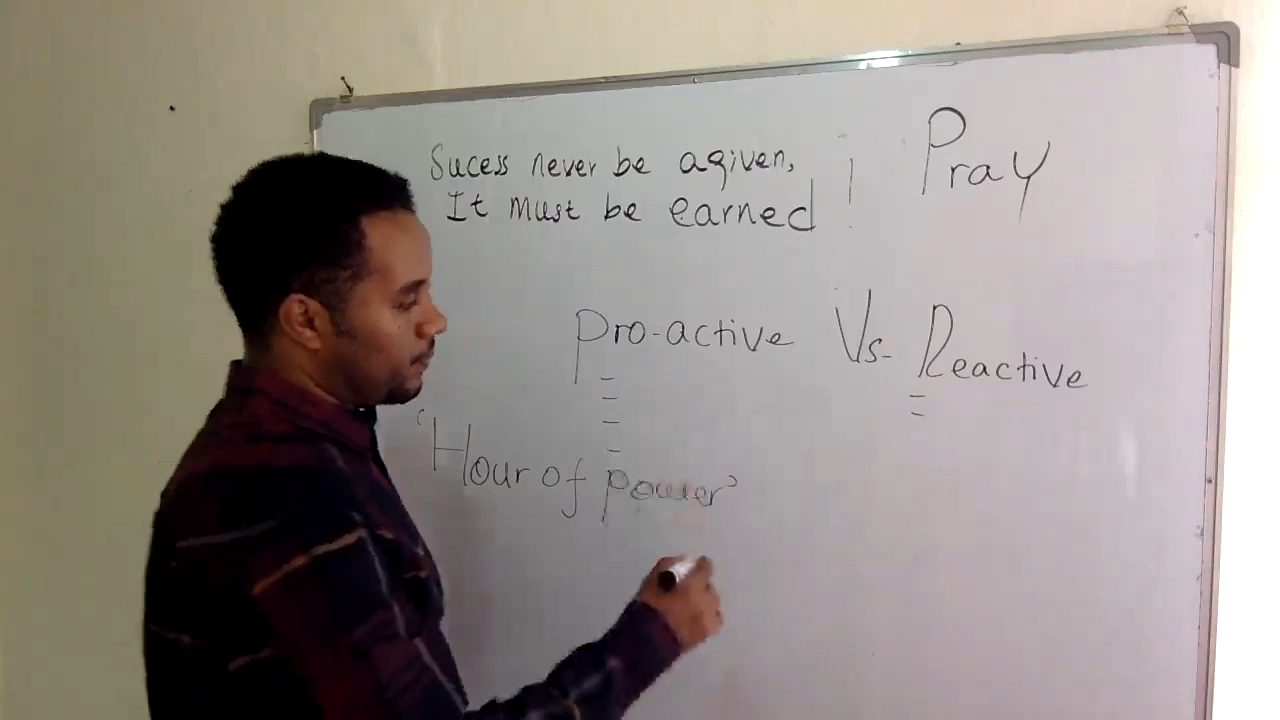 Sucess never be agiven,
It must be earned !
Pray
Pro-active Vs. Reactive
'Hour of power'